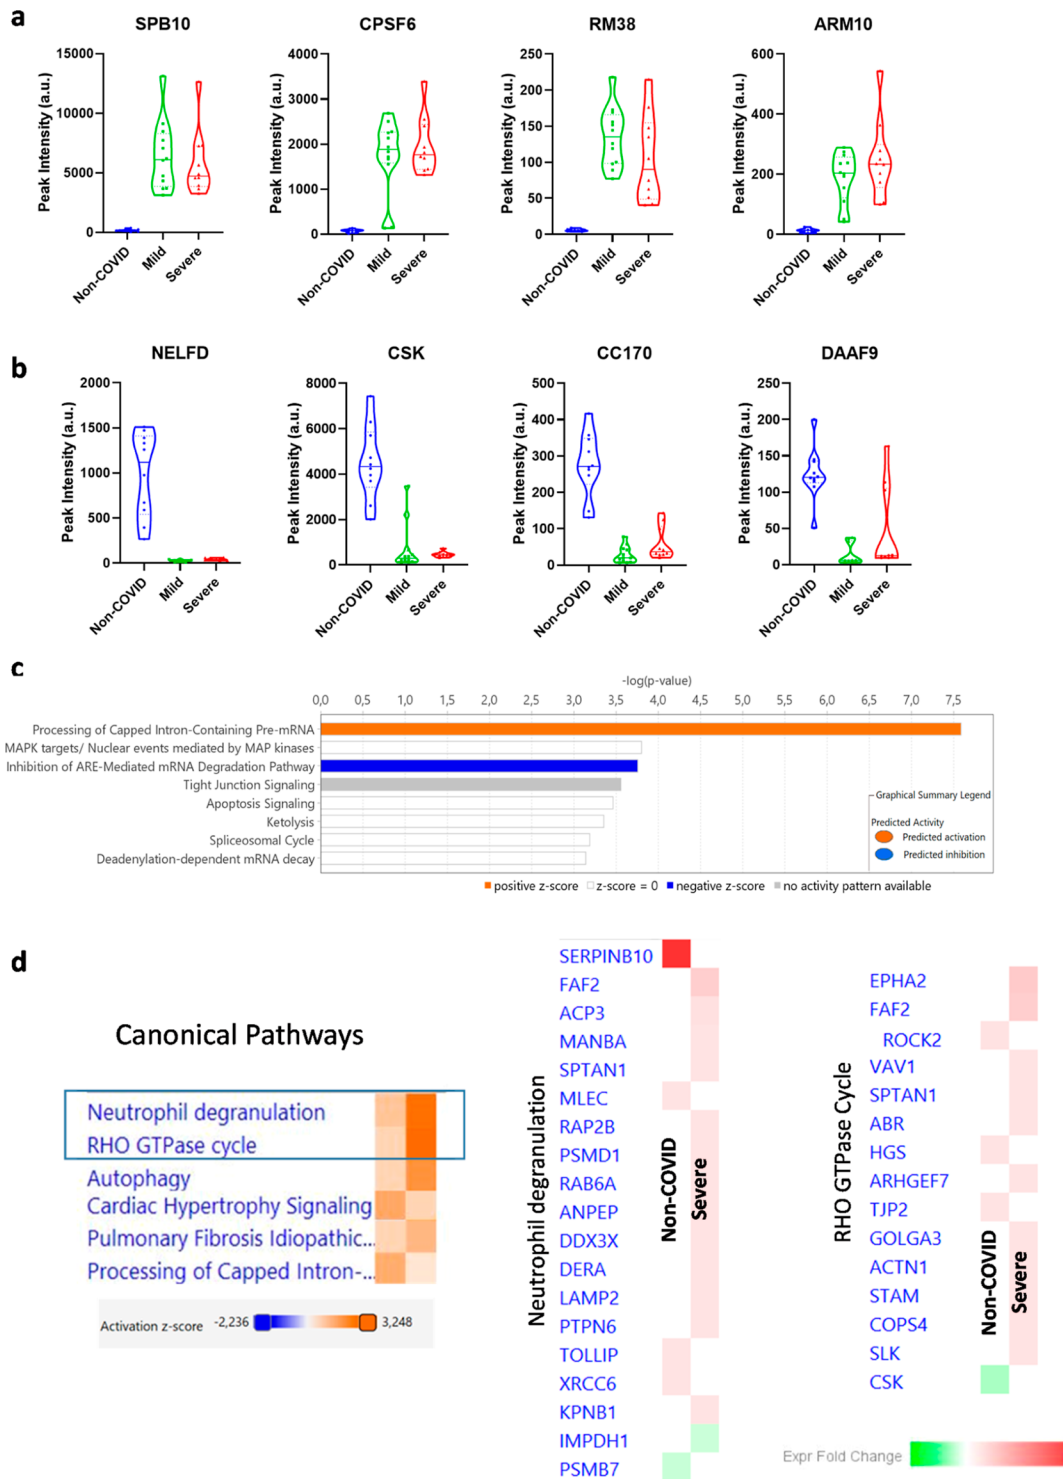 a
SPB10
CPSF6
RM38
ARM10
Peak Intensity (a.u.)
15000
10000
5000
0
Non-COVID
Mild
Severe
Peak Intensity (a.u.)
4000
3000
2000
1000
0
Non-COVID
Mild
Severe
Peak Intensity (a.u.)
250
200
150
100
50
0
Non-COVID
Mild
Severe
Peak Intensity (a.u.)
600
400
200
0
Non-COVID
Mild
Severe
b
NELFD
CSK
CC170
DAAF9
Peak Intensity (a.u.)
2000
1500
1000
500
0
Non-COVID
Mild
Severe
Peak Intensity (a.u.)
8000
6000
4000
2000
0
Non-COVID
Mild
Severe
Peak Intensity (a.u.)
500
400
300
200
100
0
Non-COVID
Mild
Severe
Peak Intensity (a.u.)
250
200
150
100
50
0
Non-COVID
Mild
Severe
c
-log(p-value)
0,0 0,5 1,0 1,5 2,0 2,5 3,0 3,5 4,0 4,5 5,0 5,5 6,0 6,5 7,0 7,5
Processing of Capped Intron-Containing Pre-mRNA
MAPK targets/ Nuclear events mediated by MAP kinases
Inhibition of ARE-Mediated mRNA Degradation Pathway
Tight Junction Signaling
Apoptosis Signaling
Ketolysis
Spliceosomal Cycle
Deadenylation-dependent mRNA decay
Graphical Summary Legend
Predicted Activity
Predicted activation
Predicted inhibition
positive z-score z-score = 0 negative z-score no activity pattern available
d
Canonical Pathways
Neutrophil degranulation
RHO GTPase cycle
Autophagy
Cardiac Hypertrophy Signaling
Pulmonary Fibrosis Idiopathic...
Processing of Capped Intron-...
Activation z-score -2,236 3,248
Neutrophil degranulation
SERPINB10
FAF2
ACP3
MANBA
SPTAN1
MLEC
RAP2B
PSMD1
RAB6A
ANPEP
DDX3X
DERA
LAMP2
PTPN6
TOLLIP
XRCC6
KPNB1
IMPDH1
PSMB7
Non-COVID
Severe
RHO GTPase Cycle
EPHA2
FAF2
ROCK2
VAV1
SPTAN1
ABR
HGS
ARHGEF7
TJP2
GOLGA3
ACTN1
STAM
COPS4
SLK
CSK
Non-COVID
Severe
Expr Fold Change